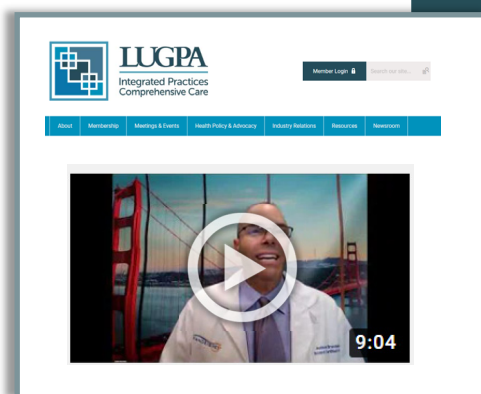 LUGPA
Integrated Practices
Comprehensive Care
Member Login
Search our site...
About Membership Meetings & Events Health Policy & Advocacy Industry Relations Resources Newsroom
9:04